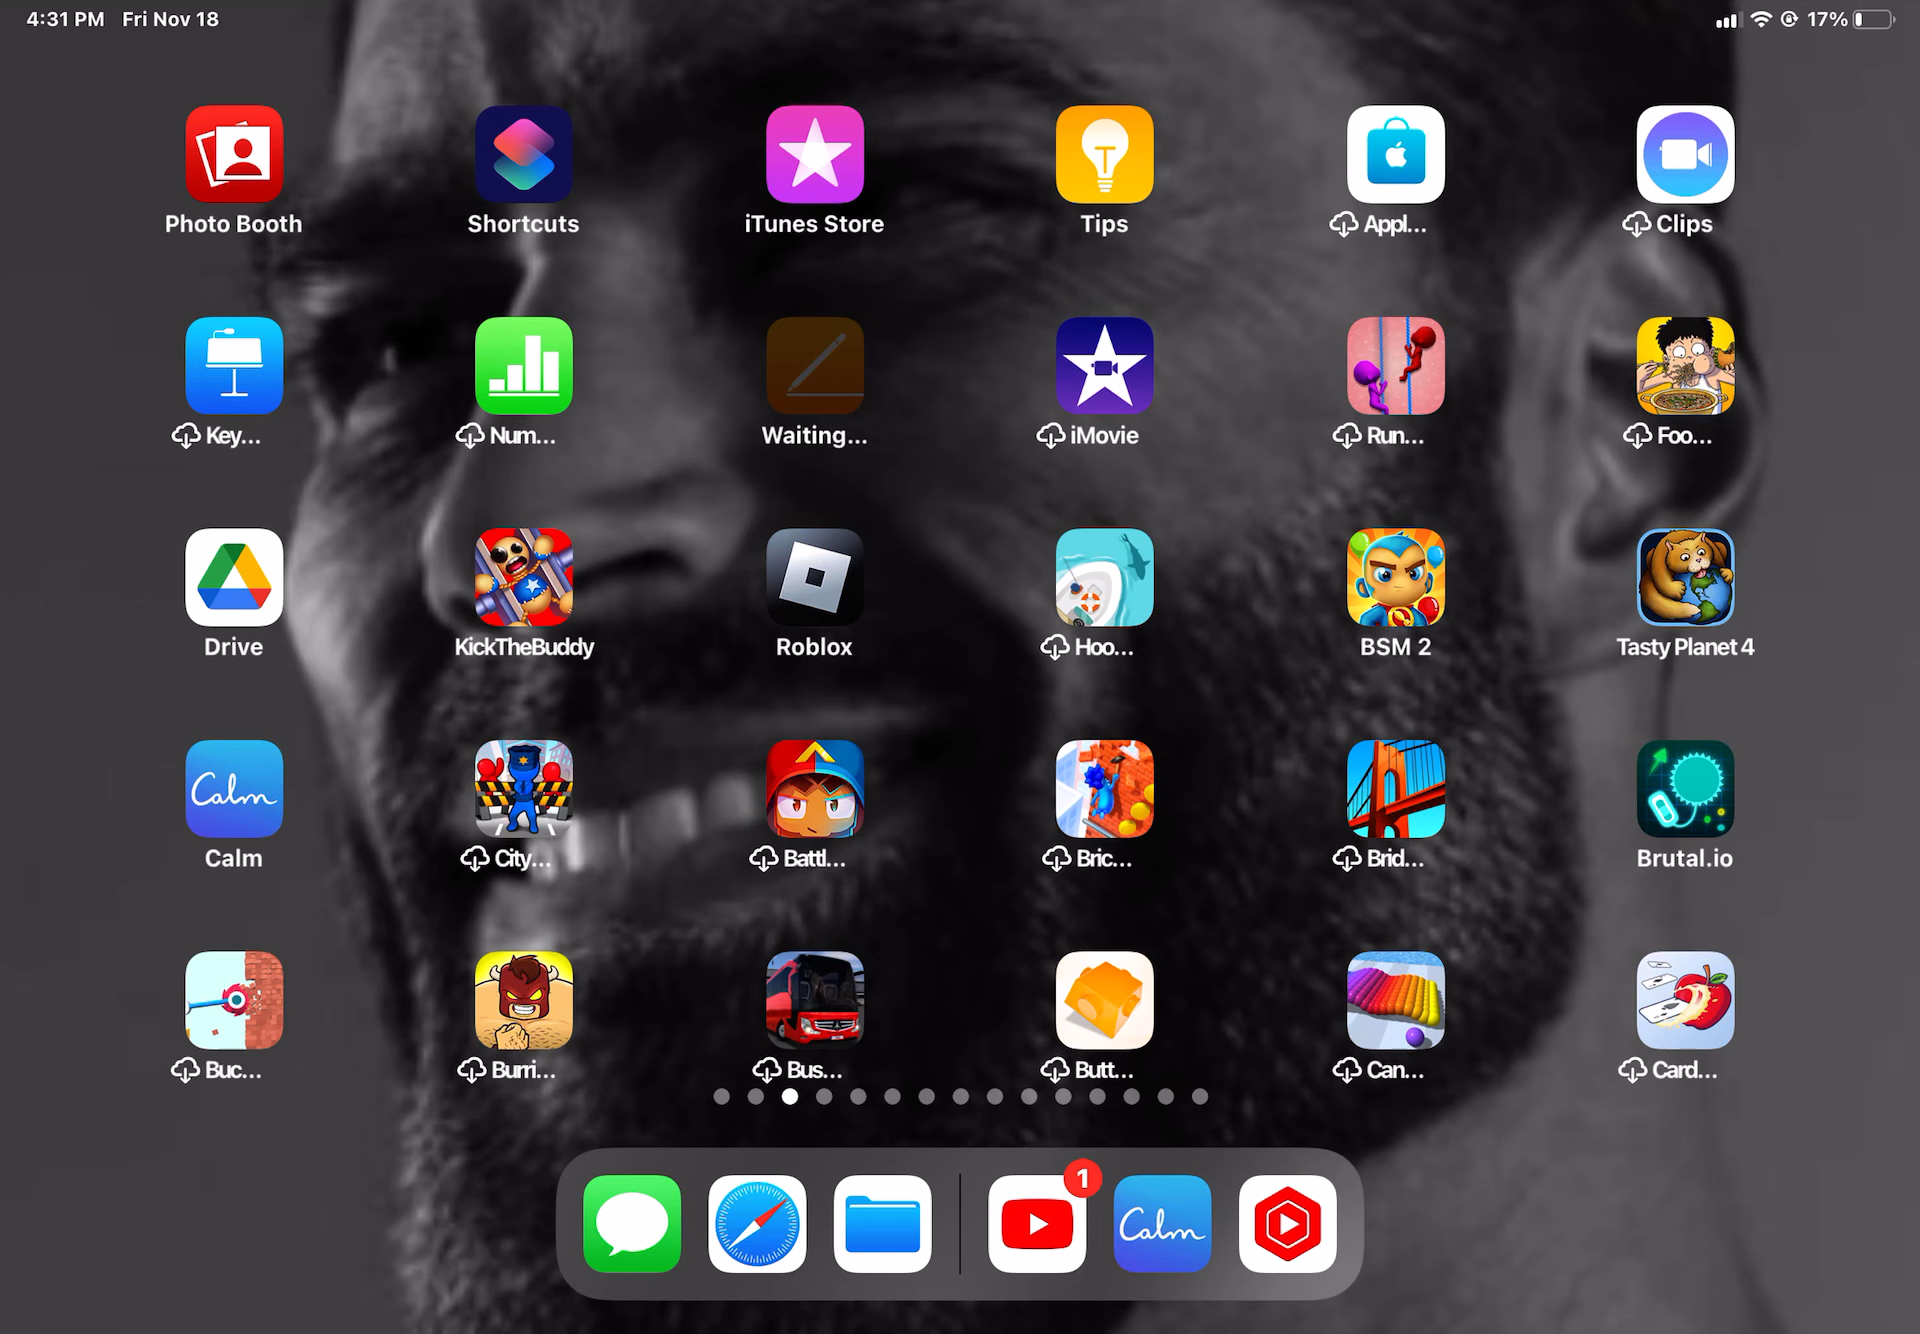 4:31 PM Fri Nov 18
17%
Photo Booth
Shortcuts
iTunes Store
Tips
Appl...
Clips
Key...
Num...
Waiting...
iMovie
Run...
Foo...
Drive
KickTheBuddy
Roblox
Hoo...
BSM 2
Tasty Planet 4
Calm
Calm
City...
Battl...
Bric...
Brid...
Brutal.io
Buc...
Burri...
Bus...
Butt...
Can...
Card...
1
Calm